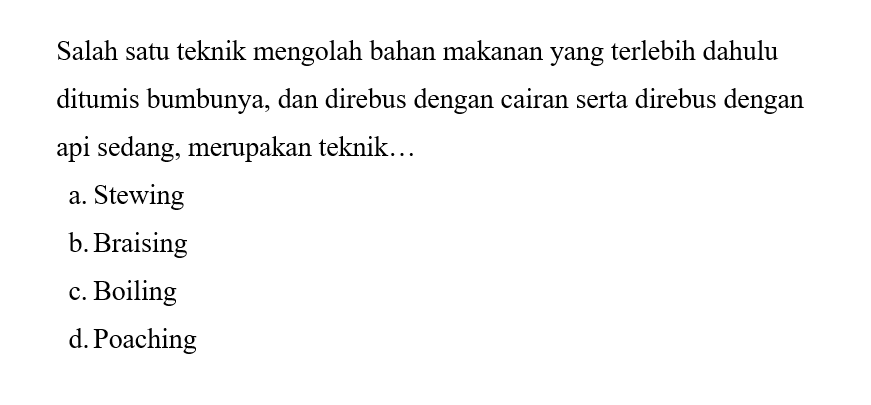 Salah satu teknik mengolah bahan makanan yang terlebih dahulu
ditumis bumbunya, dan direbus dengan cairan serta direbus dengan
api sedang, merupakan teknik…
a. Stewing
b. Braising
c. Boiling
d. Poaching